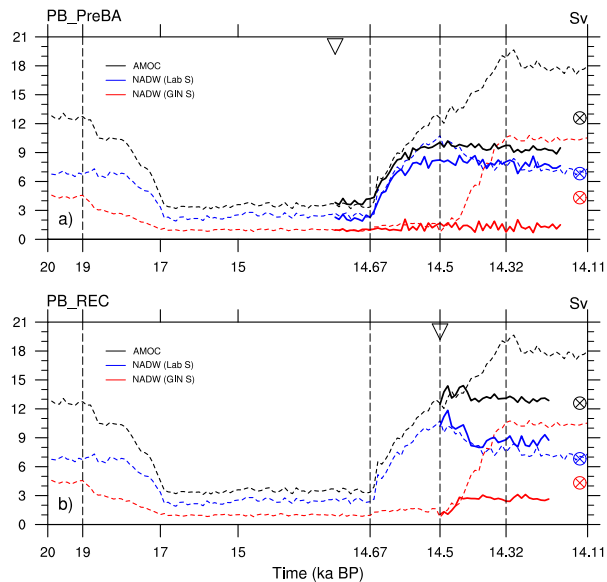 PB_PreBA Sv
21
18
15
12
9
6
3
0
AMOC
NADW (Lab S)
NADW (GIN S)
a)
20 19 17 15 14.67 14.5 14.32 14.11
PB_REC Sv
21
18
15
12
9
6
3
0
AMOC
NADW (Lab S)
NADW (GIN S)
b)
20 19 17 15 14.67 14.5 14.32 14.11
Time (ka BP)